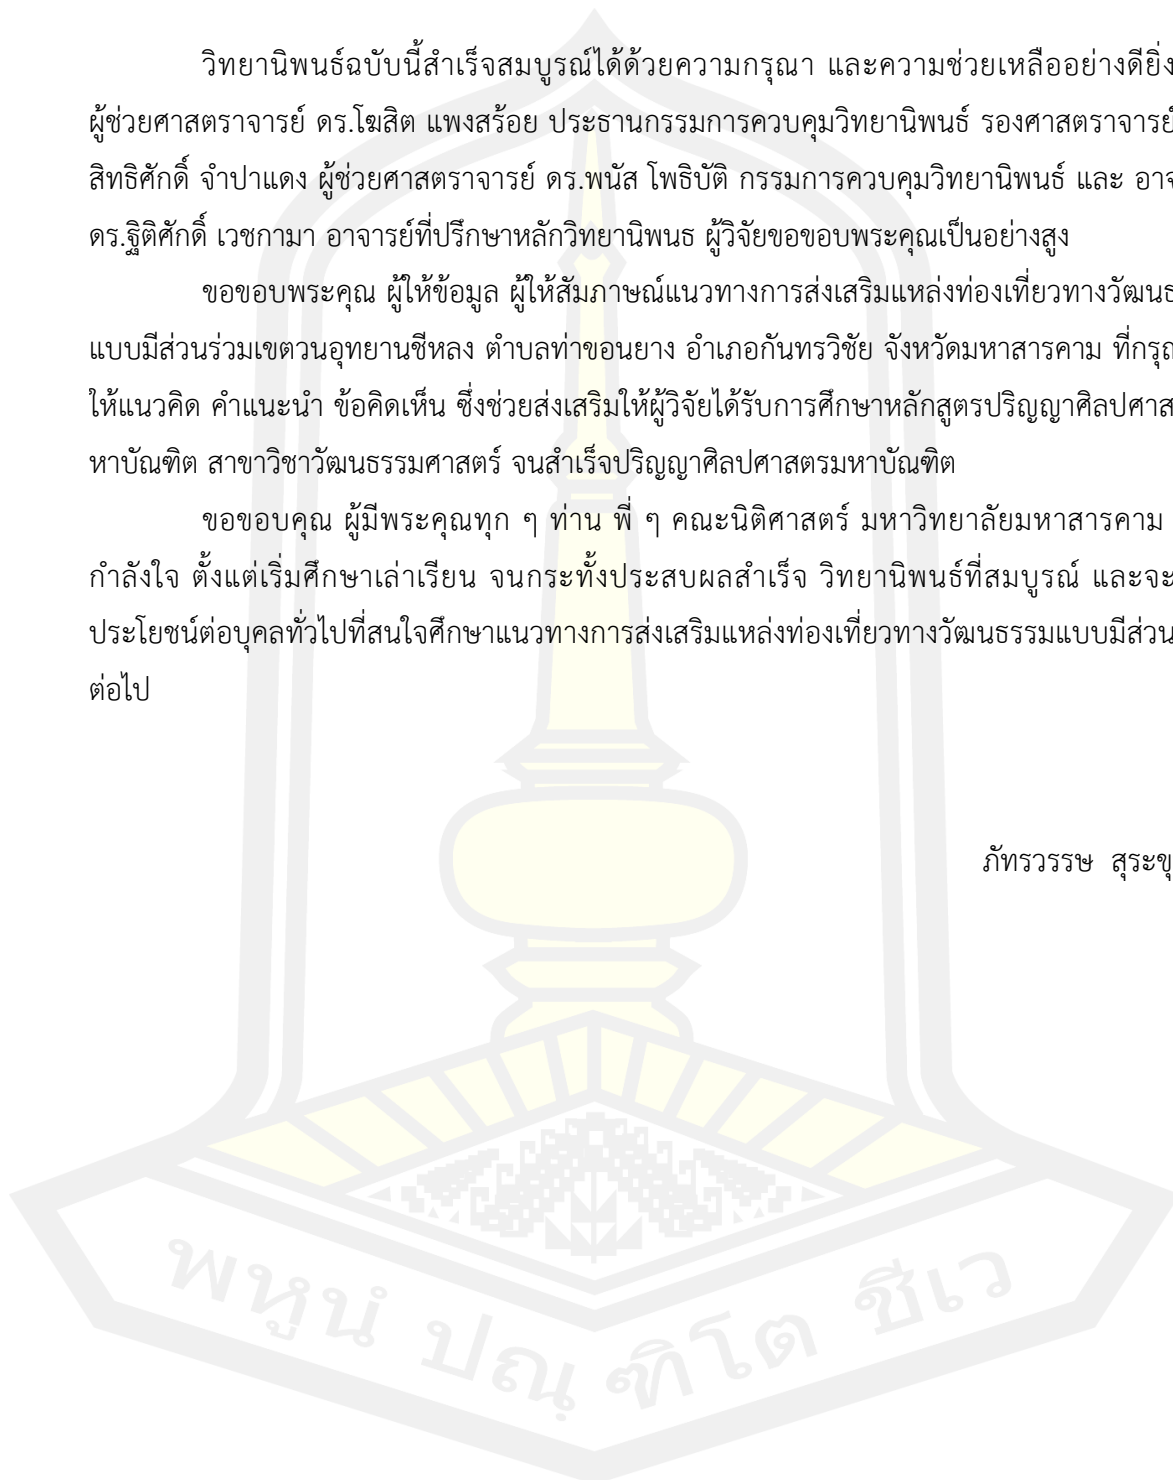 วิทยานิพนธ์ฉบับนี้สำเร็จสมบูรณ์ได้ด้วยความกรุณา และความช่วยเหลืออย่างดียิ่ง
ผู้ช่วยศาสตราจารย์ ดร.โฆสิต แพงสร้อย ประธานกรรมการควบคุมวิทยานิพนธ์ รองศาสตราจารย์
สิทธิศักดิ์ จำปาแดง ผู้ช่วยศาสตราจารย์ ดร.พนัส โพธิบัติ กรรมการควบคุมวิทยานิพนธ์ และ อาจ
ดร.ฐิติศักดิ์ เวชกามา อาจารย์ที่ปรึกษาหลักวิทยานิพนธ ผู้วิจัยขอขอบพระคุณเป็นอย่างสูง
ขอขอบพระคุณ ผู้ให้ข้อมูล ผู้ให้สัมภาษณ์แนวทางการส่งเสริมแหล่งท่องเที่ยวทางวัฒนธ
แบบมีส่วนร่วมเขตวนอุทยานชีหลง ตำบลท่าขอนยาง อำเภอกันทรวิชัย จังหวัดมหาสารคาม ที่กรุณ
ให้แนวคิด คำแนะนำ ข้อคิดเห็น ซึ่งช่วยส่งเสริมให้ผู้วิจัยได้รับการศึกษาหลักสูตรปริญญาศิลปศาส
หาบัณฑิต สาขาวิชาวัฒนธรรมศาสตร์ จนสำเร็จปริญญาศิลปศาสตรมหาบัณฑิต
ขอขอบคุณ ผู้มีพระคุณทุก ๆ ท่าน พี่ ๆ คณะนิติศาสตร์ มหาวิทยาลัยมหาสารคาม
กำลังใจ ตั้งแต่เริ่มศึกษาเล่าเรียน จนกระทั้งประสบผลสำเร็จ วิทยานิพนธ์ที่สมบูรณ์ และจะ
ประโยชน์ต่อบุคลทั่วไปที่สนใจศึกษาแนวทางการส่งเสริมแหล่งท่องเที่ยวทางวัฒนธรรมแบบมีส่วน
ต่อไป
ภัทรวรรษ สุระขุ
พหูนํ ปณฺฑิโต ชีเว